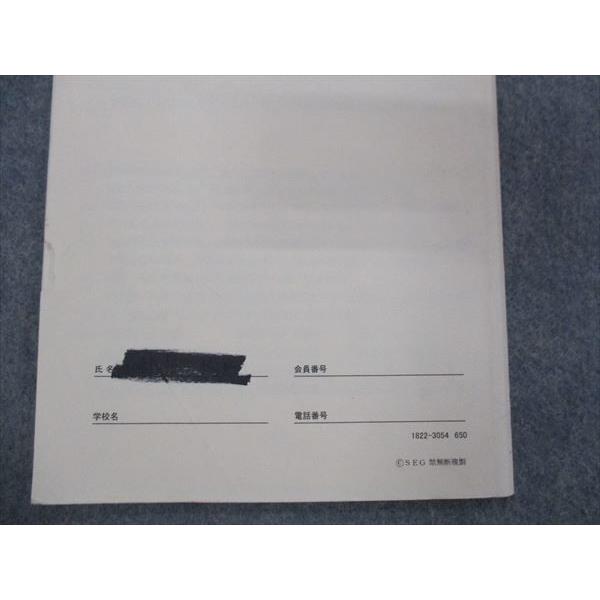 氏名 会員番号
学校名 電話番号
1822-3054 650
ⓒSEG 禁無断複製